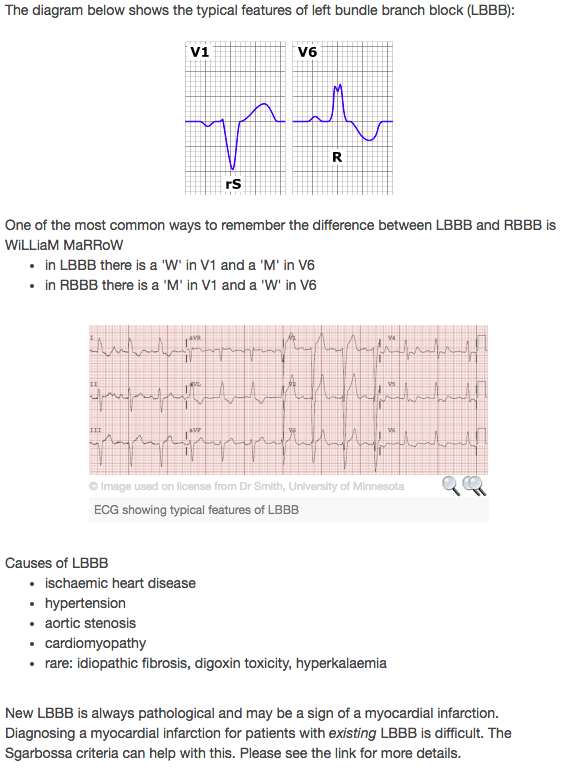 The diagram below shows the typical features of left bundle branch block (LBBB):
V1
V6
R
rS
One of the most common ways to remember the difference between LBBB and RBBB is
WiLLiaM MaRRoW
• in LBBB there is a 'W' in V1 and a 'M' in V6
• in RBBB there is a 'M' in V1 and a 'W' in V6
I aVR V1 V4
II aVL V2 V5
III aVF V3 V6
© Image used on license from Dr Smith, University of Minnesota
ECG showing typical features of LBBB
Causes of LBBB
• ischaemic heart disease
• hypertension
• aortic stenosis
• cardiomyopathy
• rare: idiopathic fibrosis, digoxin toxicity, hyperkalaemia
New LBBB is always pathological and may be a sign of a myocardial infarction.
Diagnosing a myocardial infarction for patients with existing LBBB is difficult. The
Sgarbossa criteria can help with this. Please see the link for more details.